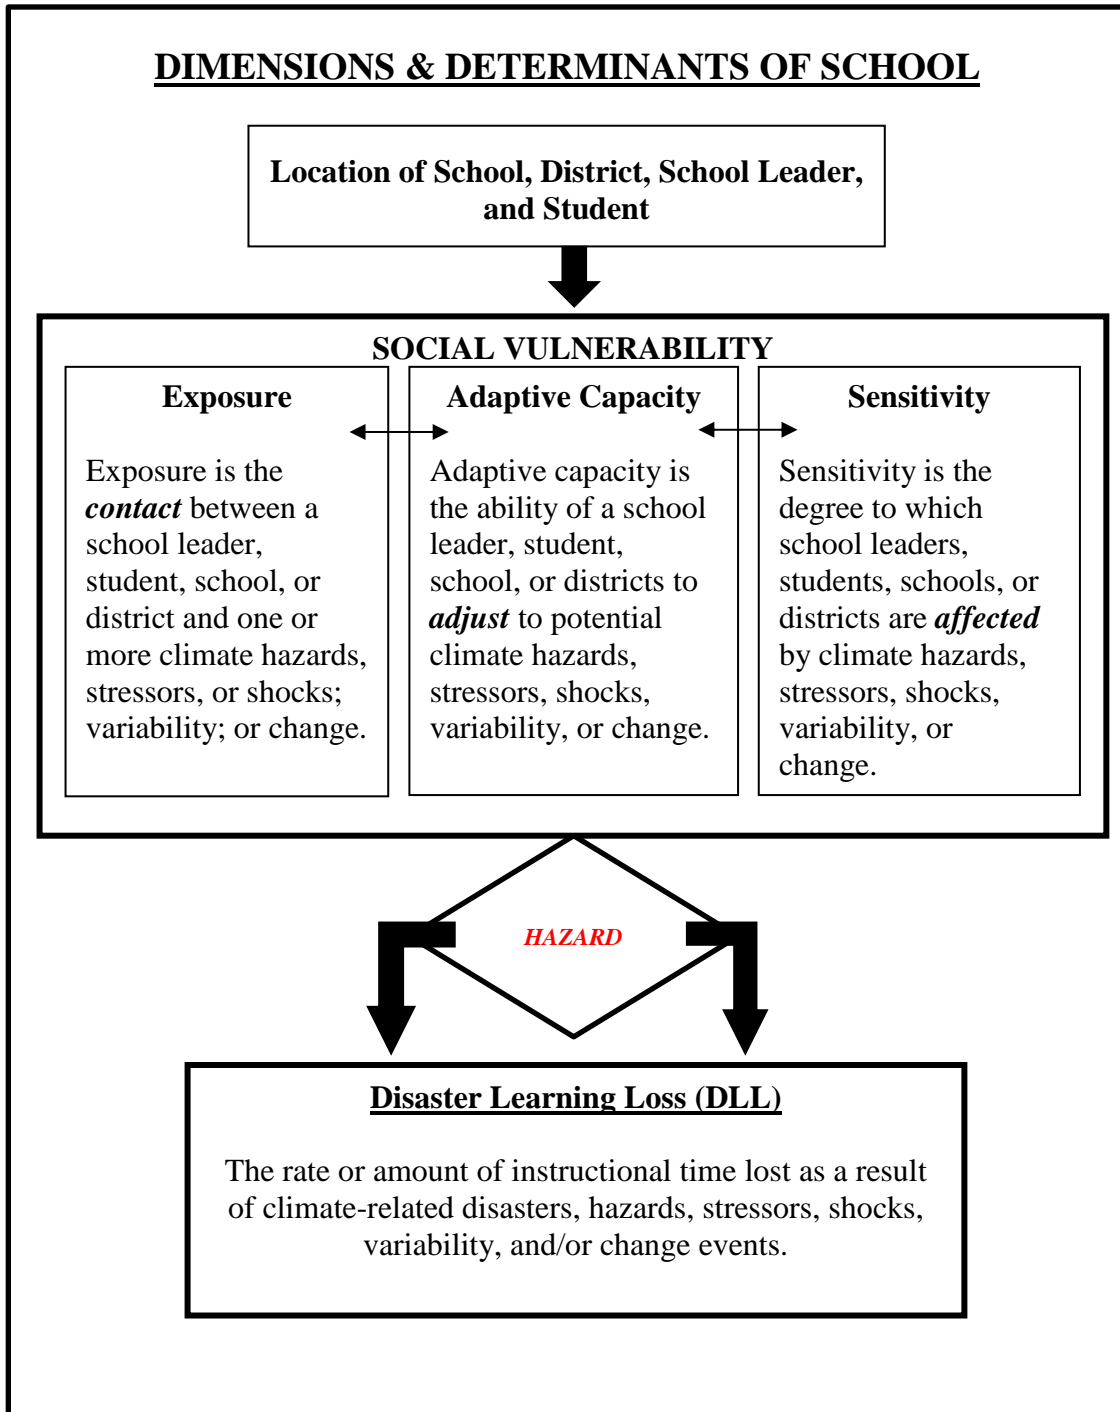 DIMENSIONS & DETERMINANTS OF SCHOOL
Location of School, District, School Leader,
and Student
SOCIAL VULNERABILITY
Exposure
Exposure is the
contact between a
school leader,
student, school, or
district and one or
more climate hazards,
stressors, or shocks;
variability; or change.
Adaptive Capacity
Adaptive capacity is
the ability of a school
leader, student,
school, or districts to
adjust to potential
climate hazards,
stressors, shocks,
variability, or change.
Sensitivity
Sensitivity is the
degree to which
school leaders,
students, schools, or
districts are affected
by climate hazards,
stressors, shocks,
variability, or
change.
HAZARD
Disaster Learning Loss (DLL)
The rate or amount of instructional time lost as a result
of climate-related disasters, hazards, stressors, shocks,
variability, and/or change events.